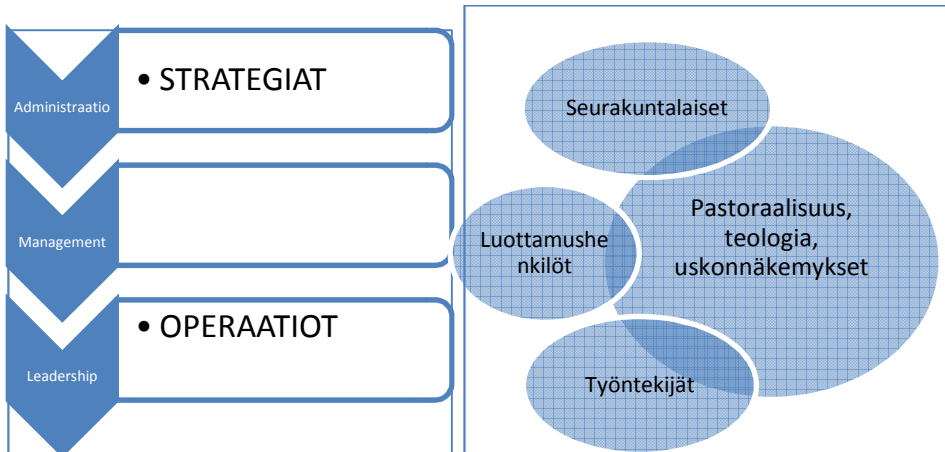 Administraatio
• STRATEGIAT
Management
Leadership
• OPERAATIOT
Seurakuntalaiset
Luottamushe
nkilöt
Työntekijät
Pastoraalisuus,
teologia,
uskonnäkemykset